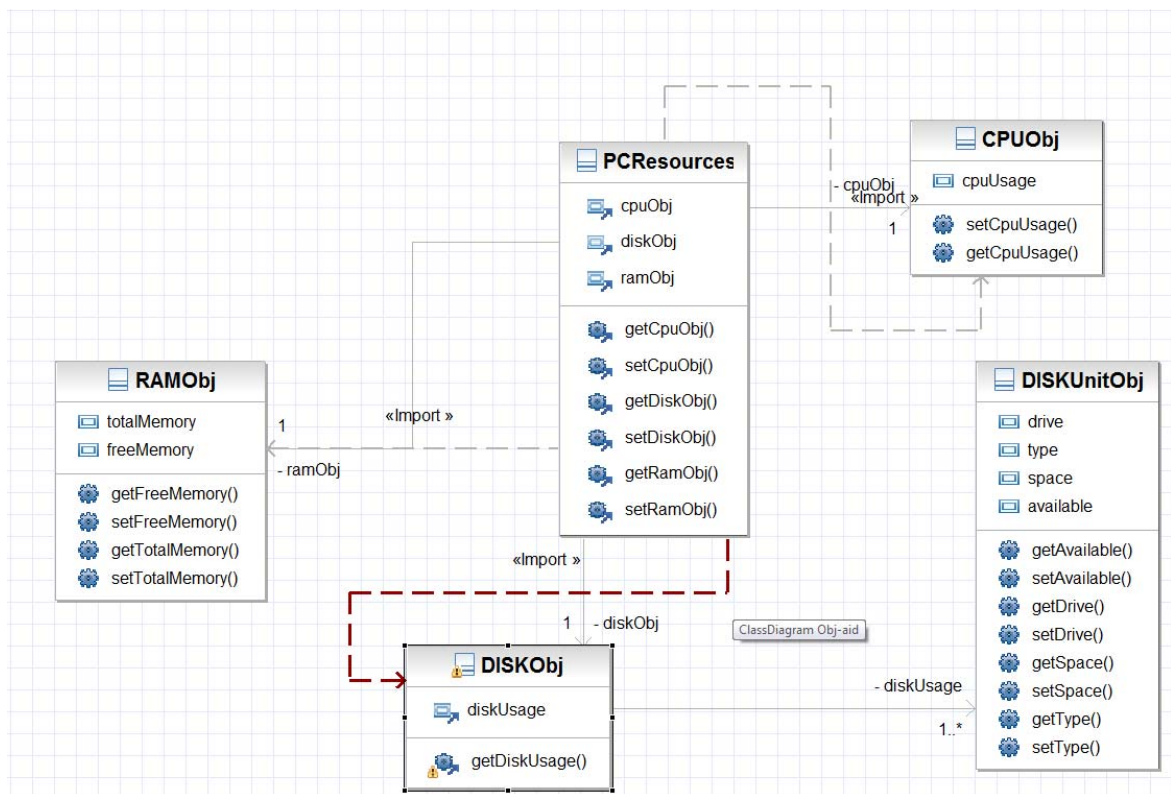 PCResources
cpuObj
diskObj
ramObj
getCpuObj()
setCpuObj()
getDiskObj()
setDiskObj()
getRamObj()
setRamObj()
- cpuObj
«Import »
1
CPUObj
cpuUsage
setCpuUsage()
getCpuUsage()
RAMObj
totalMemory
freeMemory
getFreeMemory()
setFreeMemory()
getTotalMemory()
setTotalMemory()
«Import »
1
- ramObj
«Import »
1
- diskObj
ClassDiagram Obj-aid
DISKObj
diskUsage
getDiskUsage()
- diskUsage
1..*
DISKUnitObj
drive
type
space
available
getAvailable()
setAvailable()
getDrive()
setDrive()
getSpace()
setSpace()
getType()
setType()